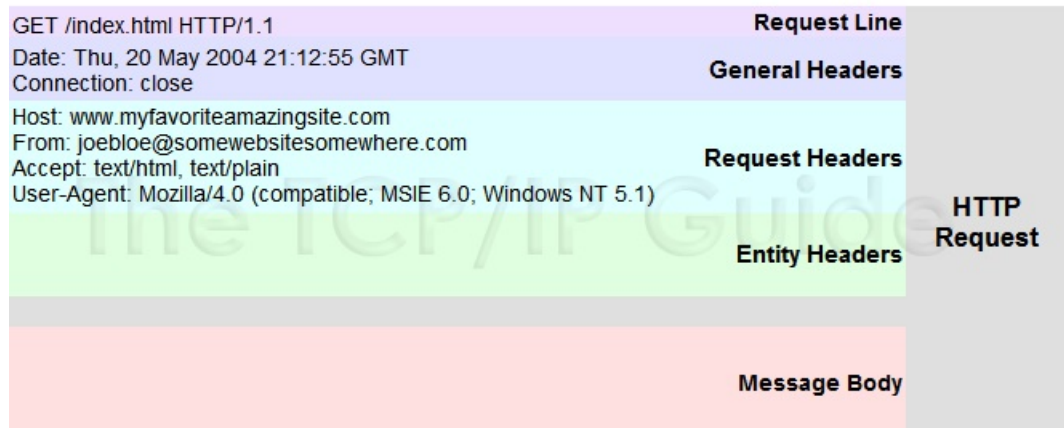 GET /index.html HTTP/1.1
Request Line
Date: Thu, 20 May 2004 21:12:55 GMT
Connection: close
General Headers
Host: www.myfavoriteamazingsite.com
From: joebloe@somewebsitesomewhere.com
Accept: text/html, text/plain
User-Agent: Mozilla/4.0 (compatible; MSIE 6.0; Windows NT 5.1)
Request Headers
The TCP/IP Guide
Entity Headers
HTTP
Request
Message Body